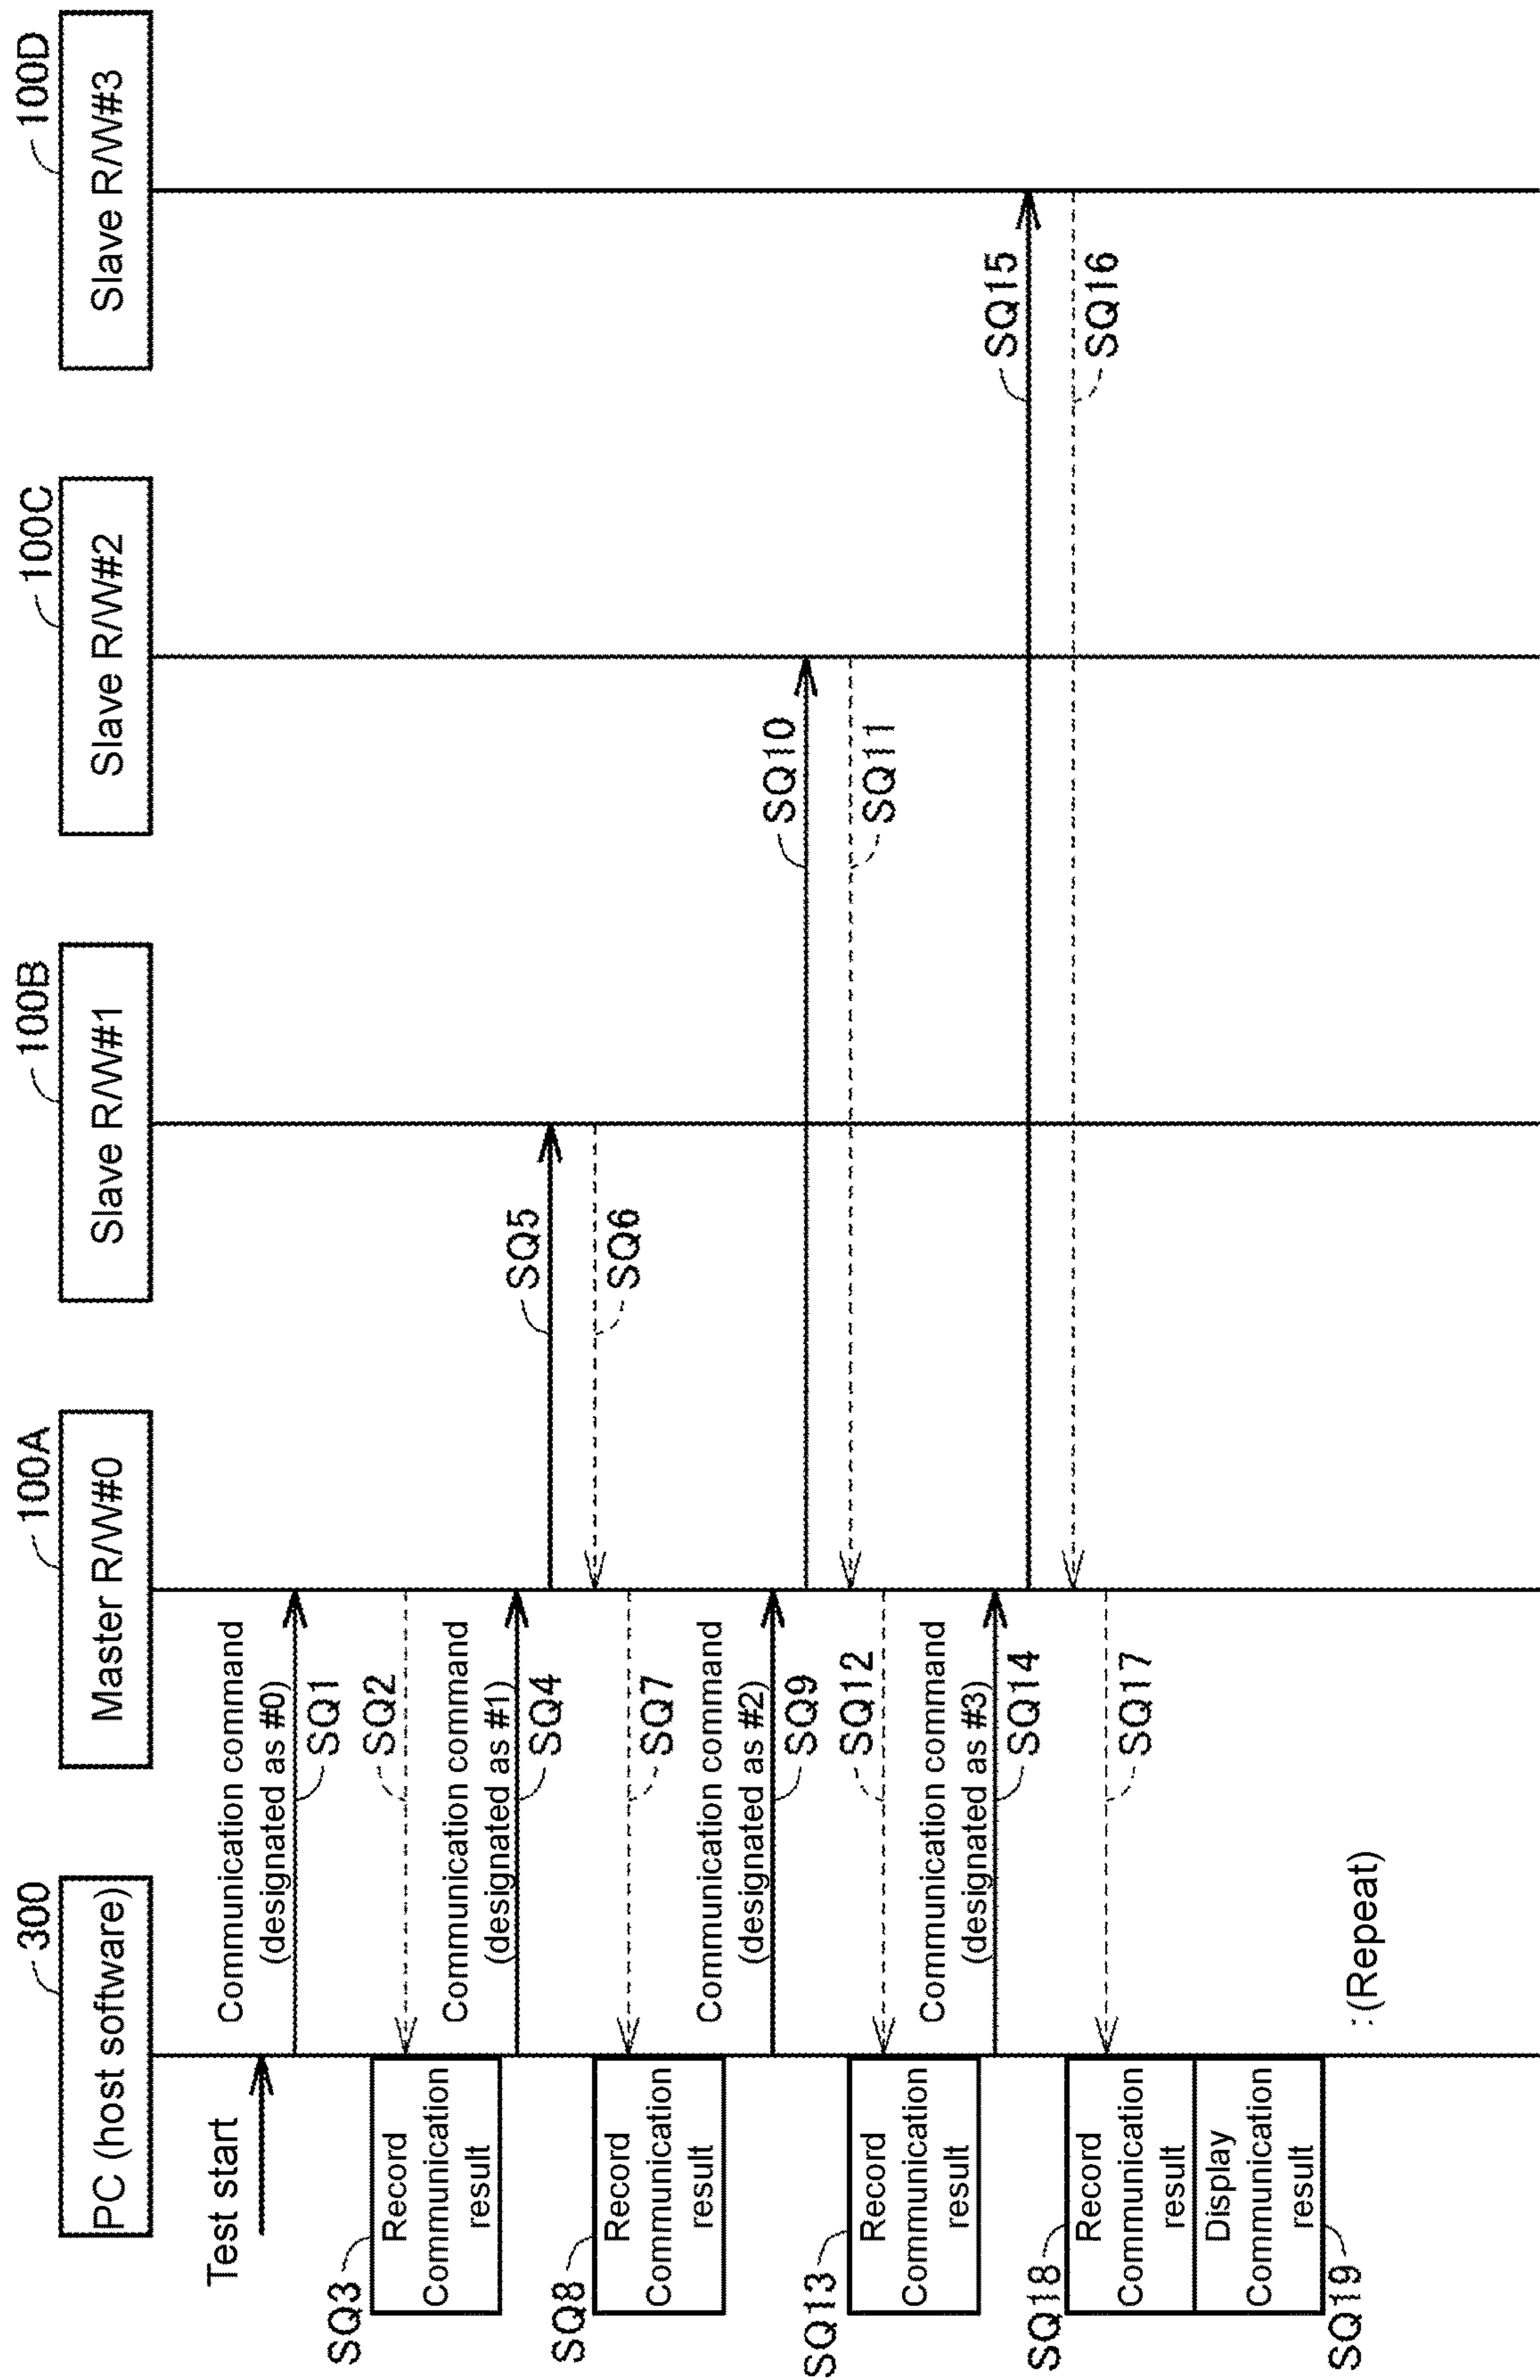 300
PC (host software)
100A
Master R/W#0
100B
Slave R/W#1
100C
Slave R/W#2
100D
Slave R/W#3
Test start
Communication command
(designated as #0)
SQ1
SQ2
SQ3
Record
Communication
result
Communication command
(designated as #1)
SQ4
SQ5
SQ6
SQ7
SQ8
Record
Communication
result
Communication command
(designated as #2)
SQ9
SQ10
SQ11
SQ12
SQ13
Record
Communication
result
Communication command
(designated as #3)
SQ14
SQ15
SQ16
SQ17
SQ18
Record
Communication
result
Display
Communication
result
SQ19
:(Repeat)